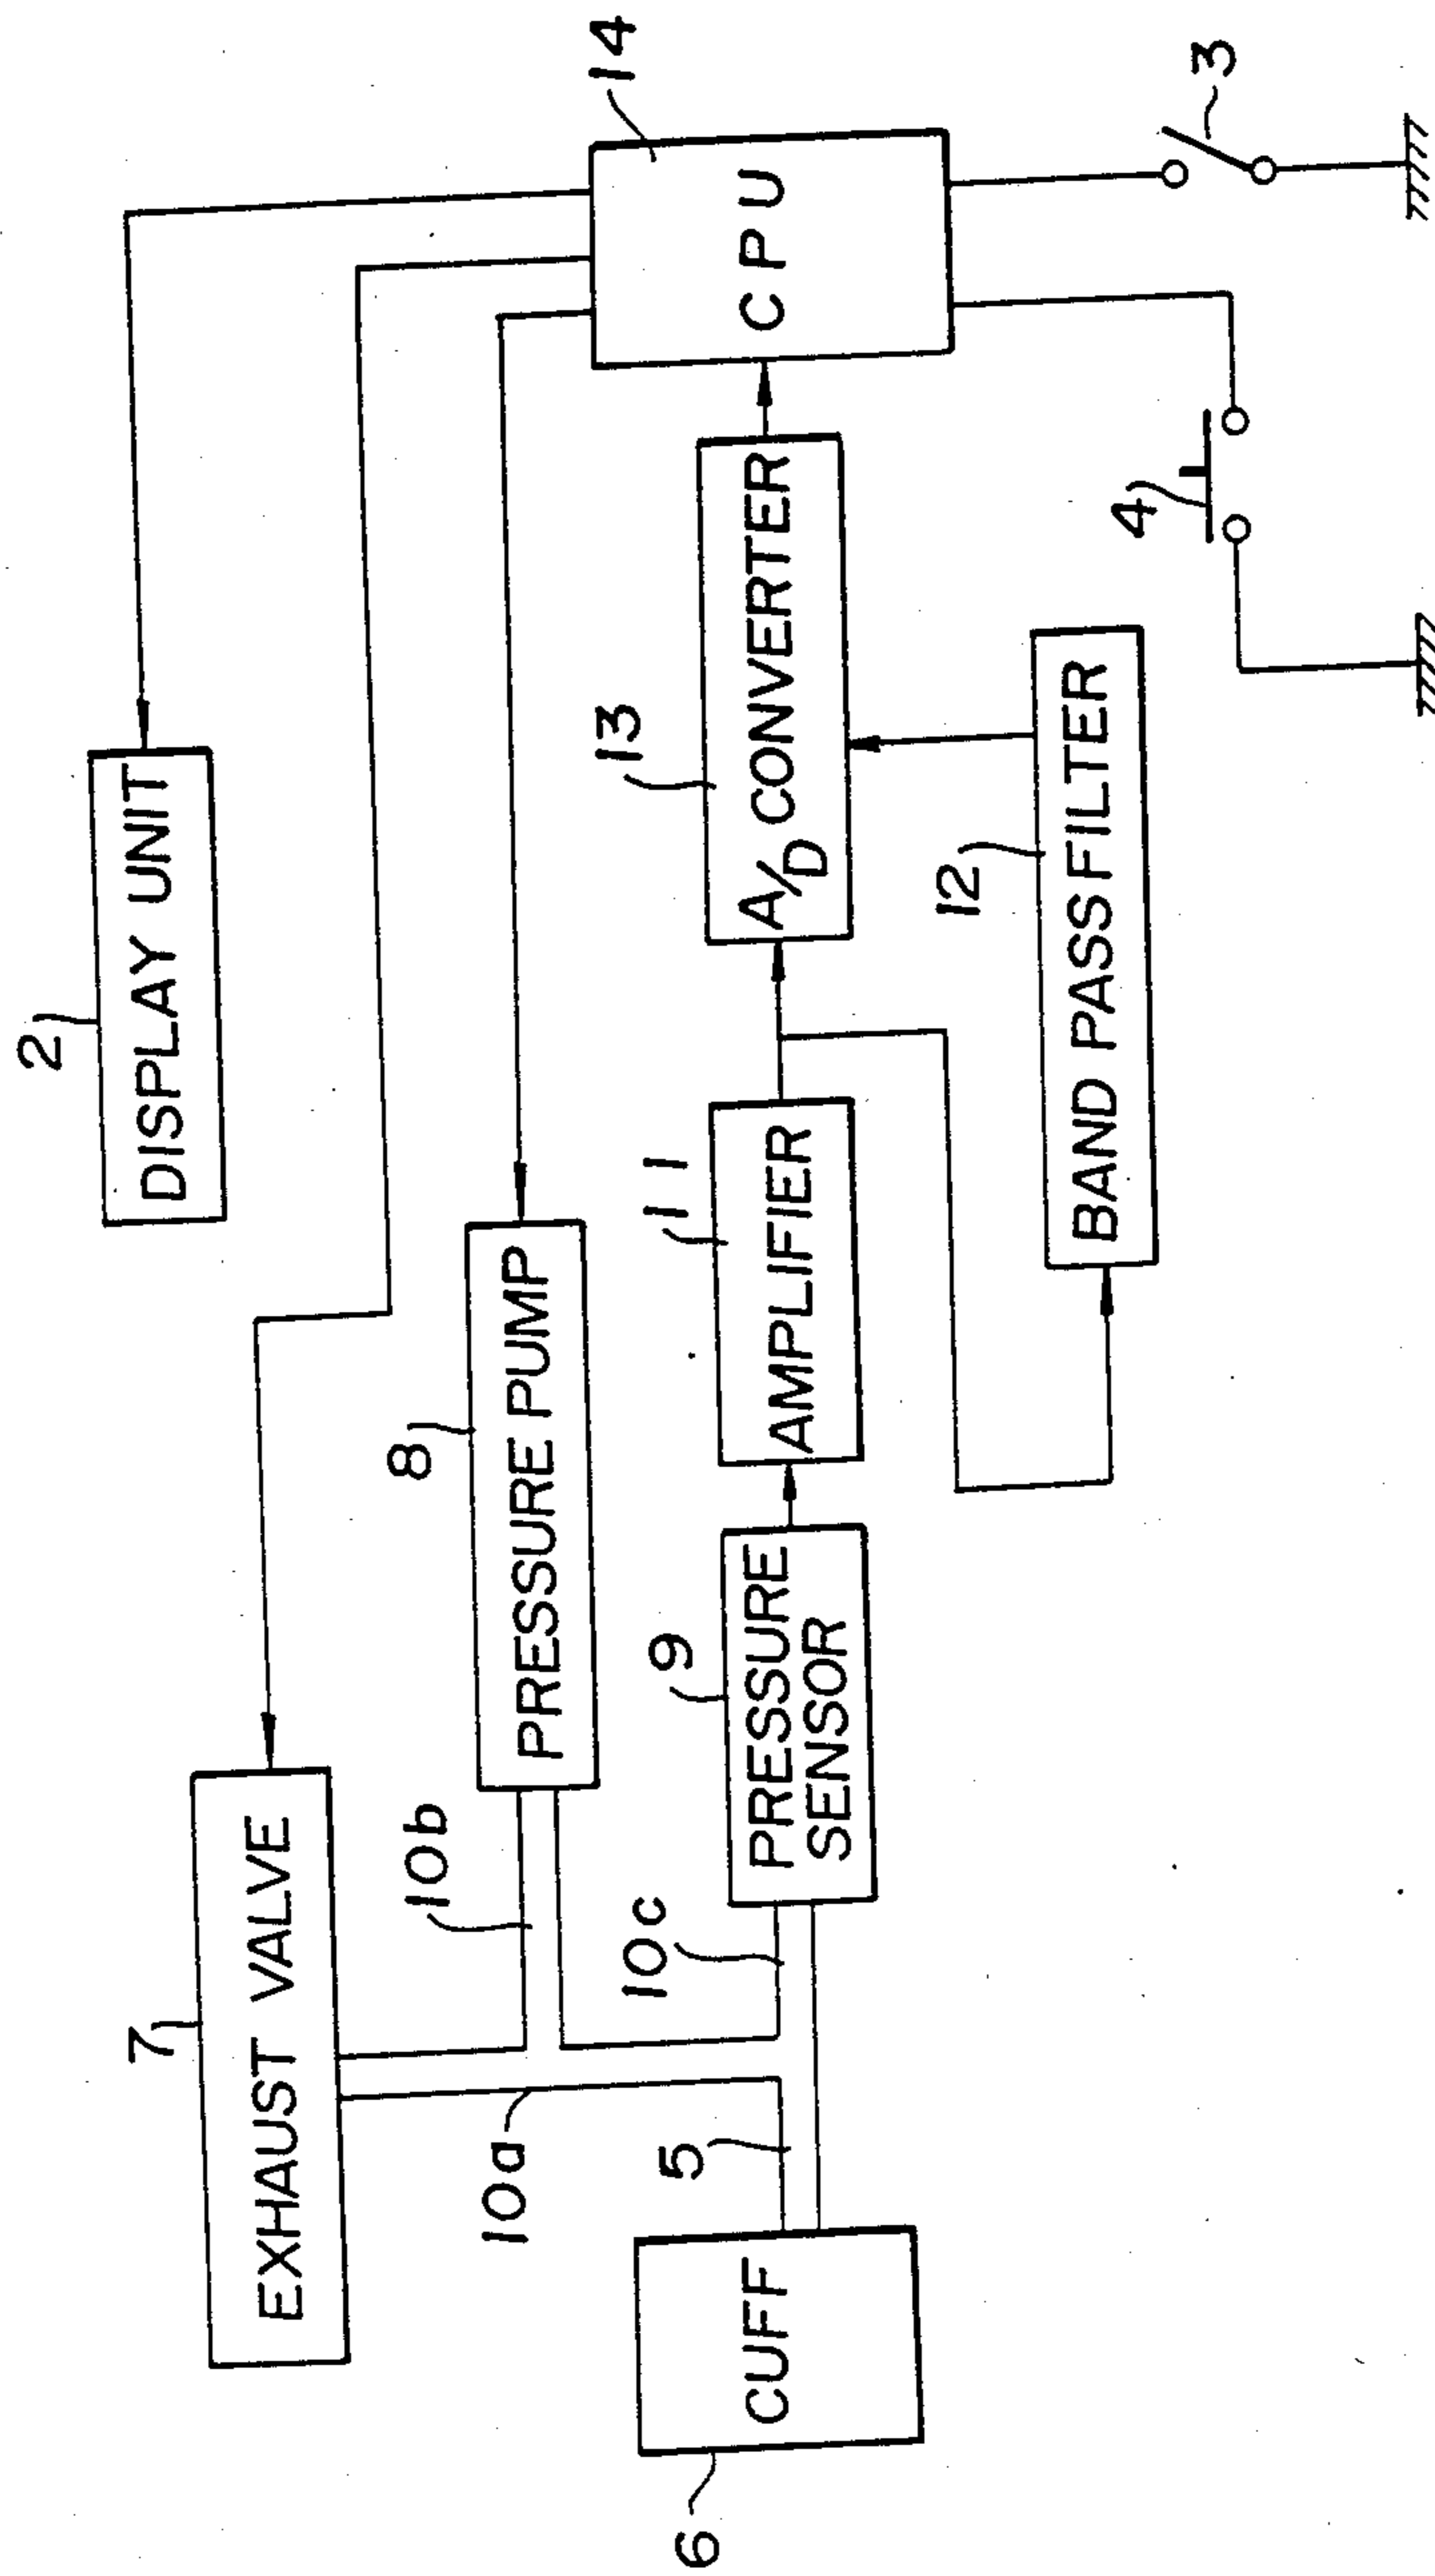 2
DISPLAY UNIT
7
EXHAUST VALVE
8
PRESSURE PUMP
14
CPU
10b
10a
10c
13
A/D CONVERTER
11
AMPLIFIER
9
PRESSURE
SENSOR
5
6
CUFF
12
BAND PASS FILTER
4
3